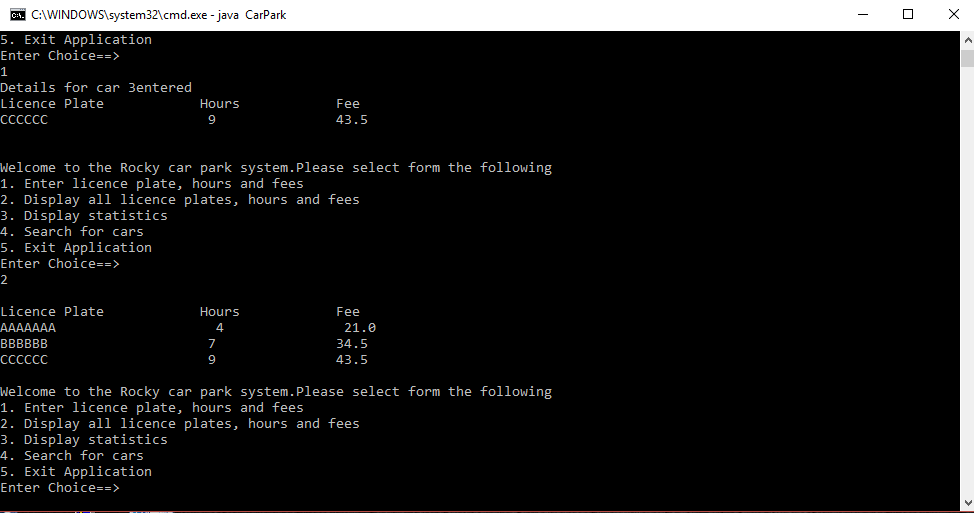 C:\WINDOWS\system32\cmd.exe - java CarPark
5. Exit Application
Enter Choice==>
1
Details for car 3entered
Licence Plate Hours Fee
CCCCCC 9 43.5
Welcome to the Rocky car park system.Please select form the following
1. Enter licence plate, hours and fees
2. Display all licence plates, hours and fees
3. Display statistics
4. Search for cars
5. Exit Application
Enter Choice==>
2
Licence Plate Hours Fee
AAAAAAA 4 21.0
BBBBBB 7 34.5
CCCCCC 9 43.5
Welcome to the Rocky car park system.Please select form the following
1. Enter licence plate, hours and fees
2. Display all licence plates, hours and fees
3. Display statistics
4. Search for cars
5. Exit Application
Enter Choice==>